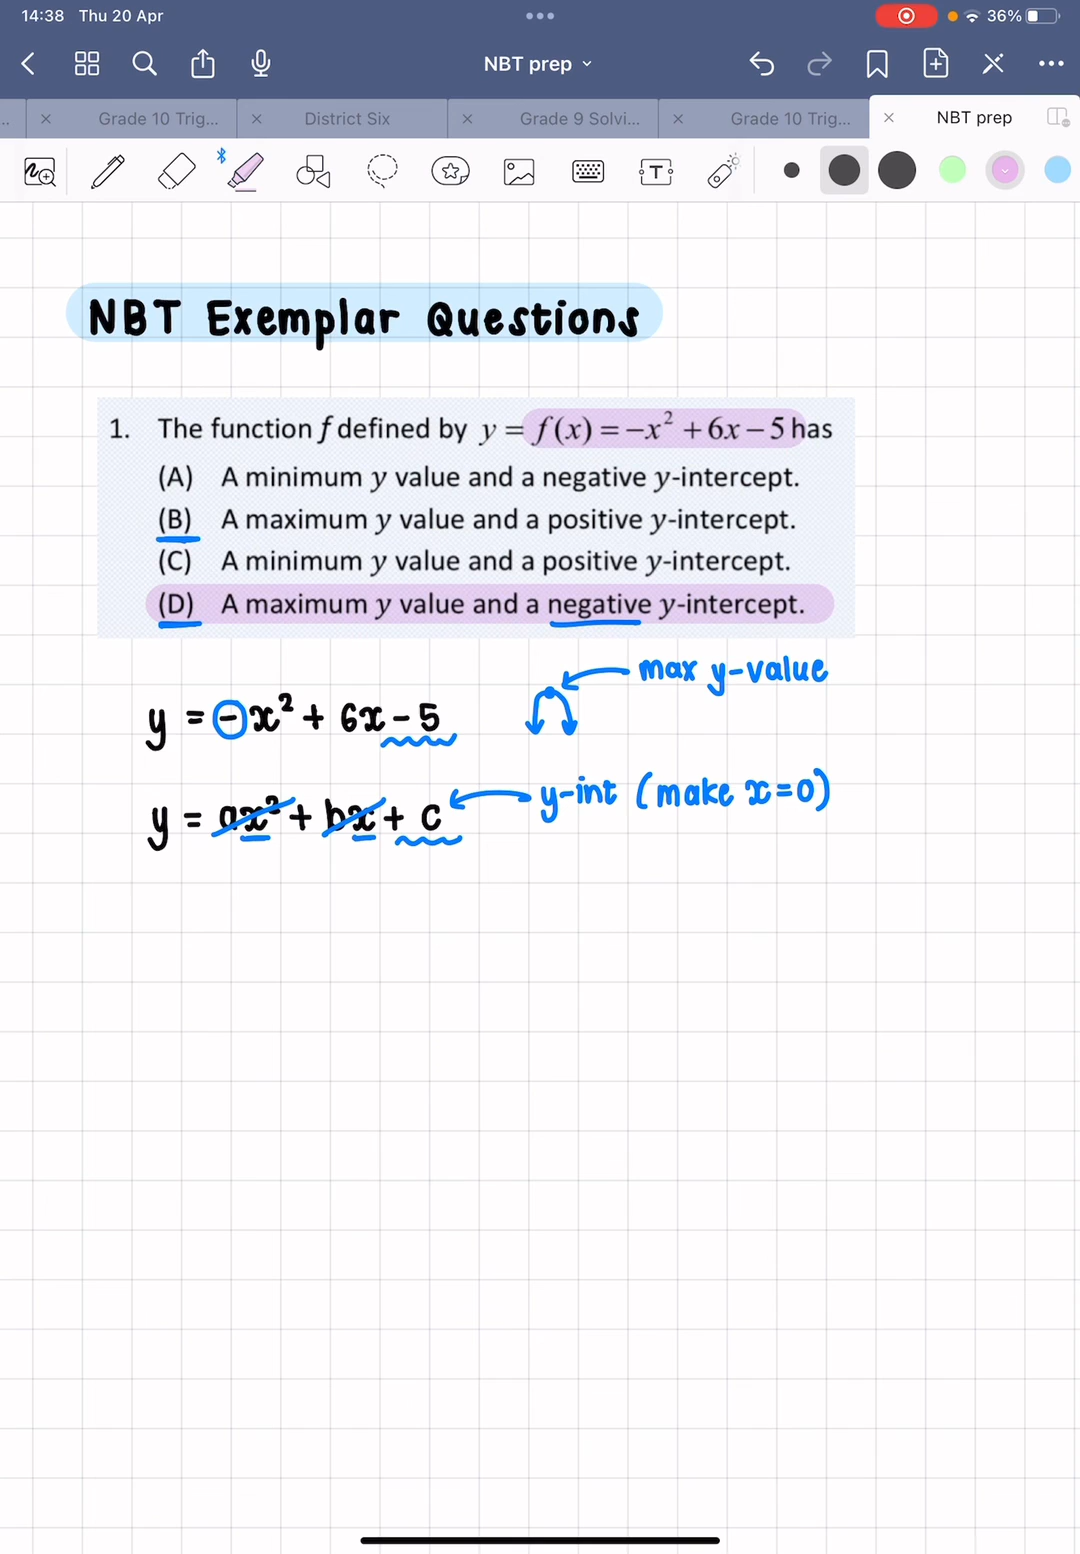 14:38 Thu 20 Apr 36%
NBT prep
Grade 10 Trig... District Six Grade 9 Solvi... Grade 10 Trig... NBT prep
T
NBT Exemplar Questions
1. The function f defined by y = f(x) = −x² + 6x − 5 has
(A) A minimum y value and a negative y-intercept.
(B) A maximum y value and a positive y-intercept.
(C) A minimum y value and a positive y-intercept.
(D) A maximum y value and a negative y-intercept.
max y-value
y = −x² + 6x − 5
y = ax² + bx + c y-int (make x=0)